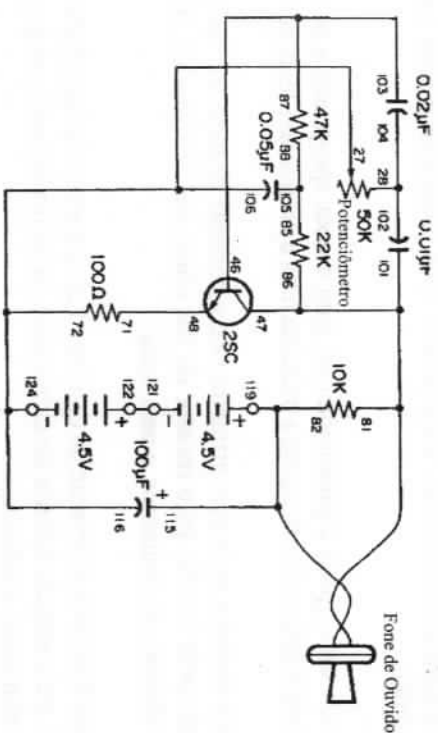 0.02µF
103
104
102
101
27
28
50K
Potenciômetro
47K
87
88
0.05µF
105
106
22K
85
86
46
47
48
2SC
100Ω
71
72
10K
81
82
119
+
4.5V
-
121
122
+
4.5V
-
124
100µF
+
115
116
Fone de Ouvido